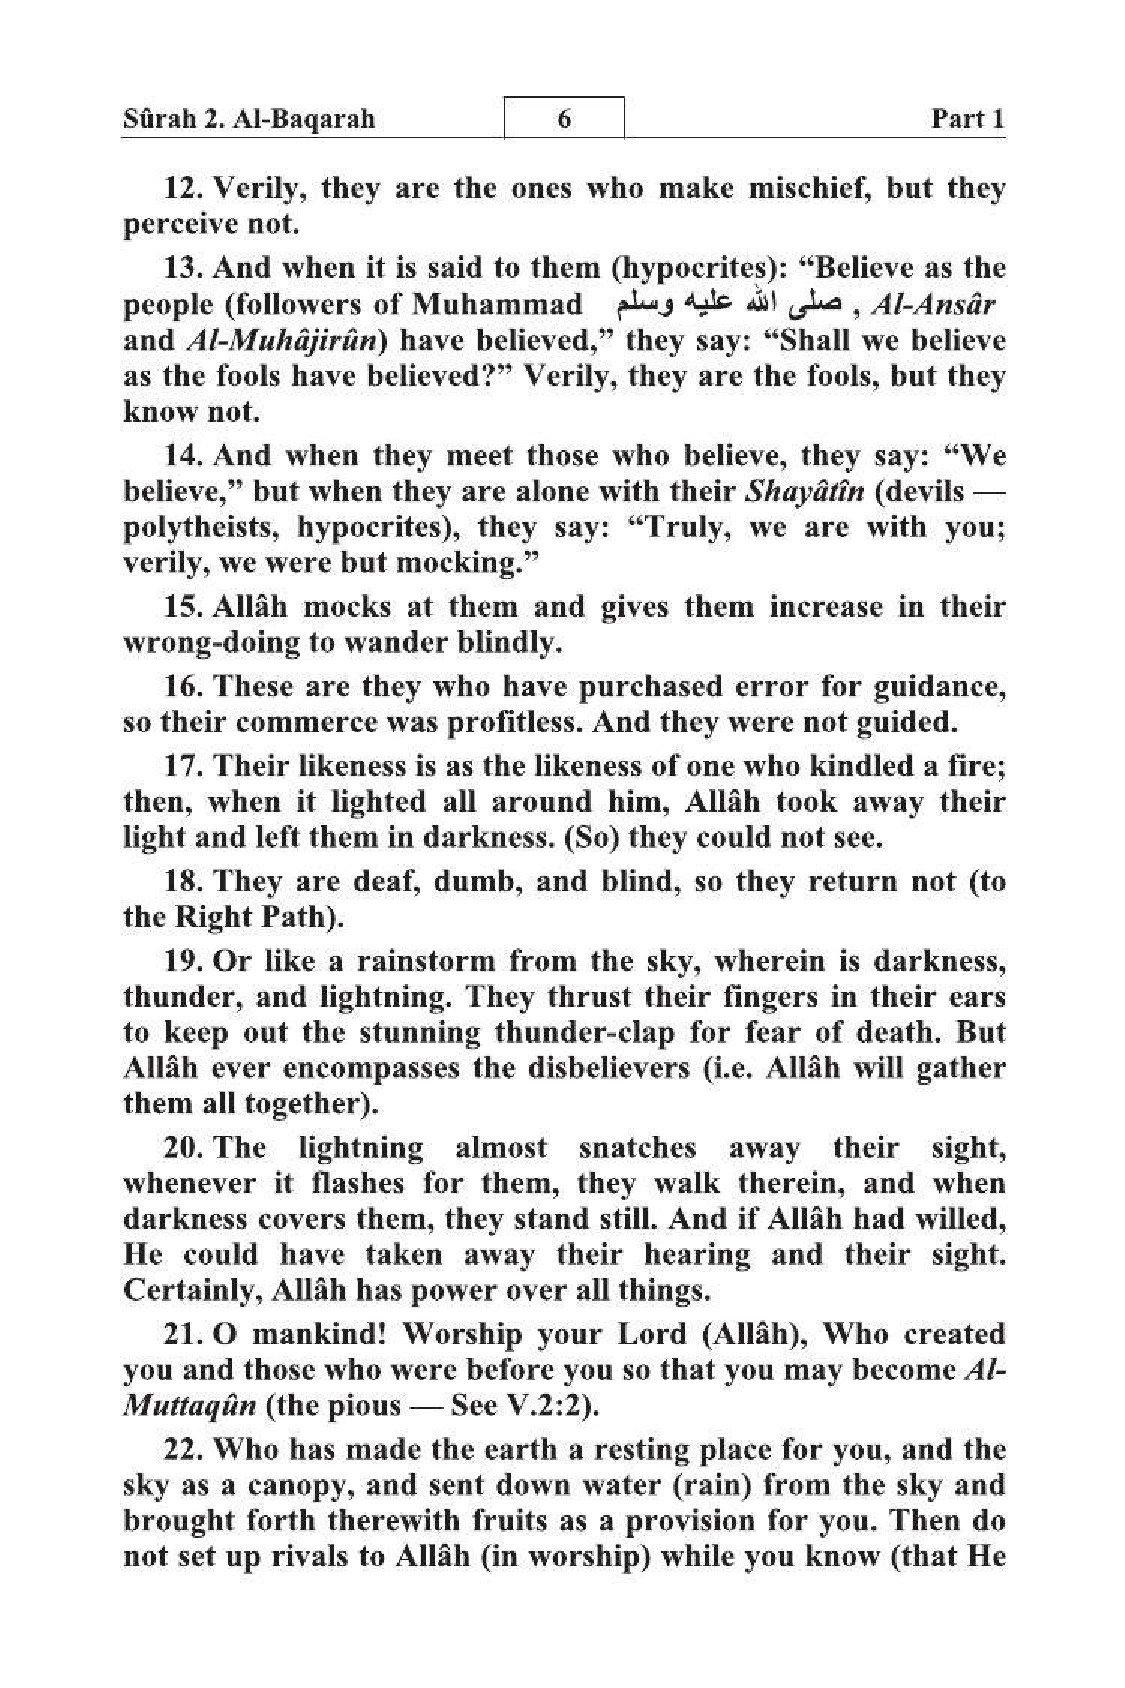 Sûrah 2. Al-Baqarah 6 Part 1
12. Verily, they are the ones who make mischief, but they
perceive not.
13. And when it is said to them (hypocrites): “Believe as the
people (followers of Muhammad صلى الله عليه وسلم , Al-Ansâr
and Al-Muhâjirûn) have believed,” they say: “Shall we believe
as the fools have believed?” Verily, they are the fools, but they
know not.
14. And when they meet those who believe, they say: “We
believe,” but when they are alone with their Shayâtîn (devils —
polytheists, hypocrites), they say: “Truly, we are with you;
verily, we were but mocking.”
15. Allâh mocks at them and gives them increase in their
wrong-doing to wander blindly.
16. These are they who have purchased error for guidance,
so their commerce was profitless. And they were not guided.
17. Their likeness is as the likeness of one who kindled a fire;
then, when it lighted all around him, Allâh took away their
light and left them in darkness. (So) they could not see.
18. They are deaf, dumb, and blind, so they return not (to
the Right Path).
19. Or like a rainstorm from the sky, wherein is darkness,
thunder, and lightning. They thrust their fingers in their ears
to keep out the stunning thunder-clap for fear of death. But
Allâh ever encompasses the disbelievers (i.e. Allâh will gather
them all together).
20. The lightning almost snatches away their sight,
whenever it flashes for them, they walk therein, and when
darkness covers them, they stand still. And if Allâh had willed,
He could have taken away their hearing and their sight.
Certainly, Allâh has power over all things.
21. O mankind! Worship your Lord (Allâh), Who created
you and those who were before you so that you may become Al-
Muttaqûn (the pious — See V.2:2).
22. Who has made the earth a resting place for you, and the
sky as a canopy, and sent down water (rain) from the sky and
brought forth therewith fruits as a provision for you. Then do
not set up rivals to Allâh (in worship) while you know (that He